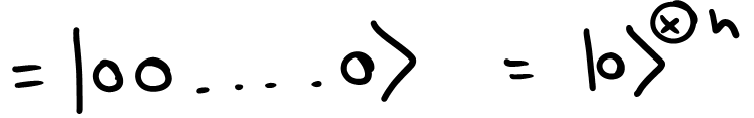 = |00.....0⟩ = |0⟩^⊗n